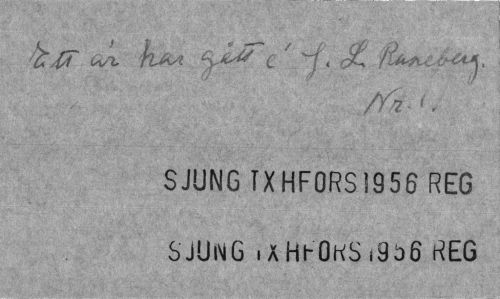 Ett år har gått i J. L. Runeberg.
Nr. 1.
SJUNG TX HFORS 1956 REG
SJUNG TX HFORS 1956 REG